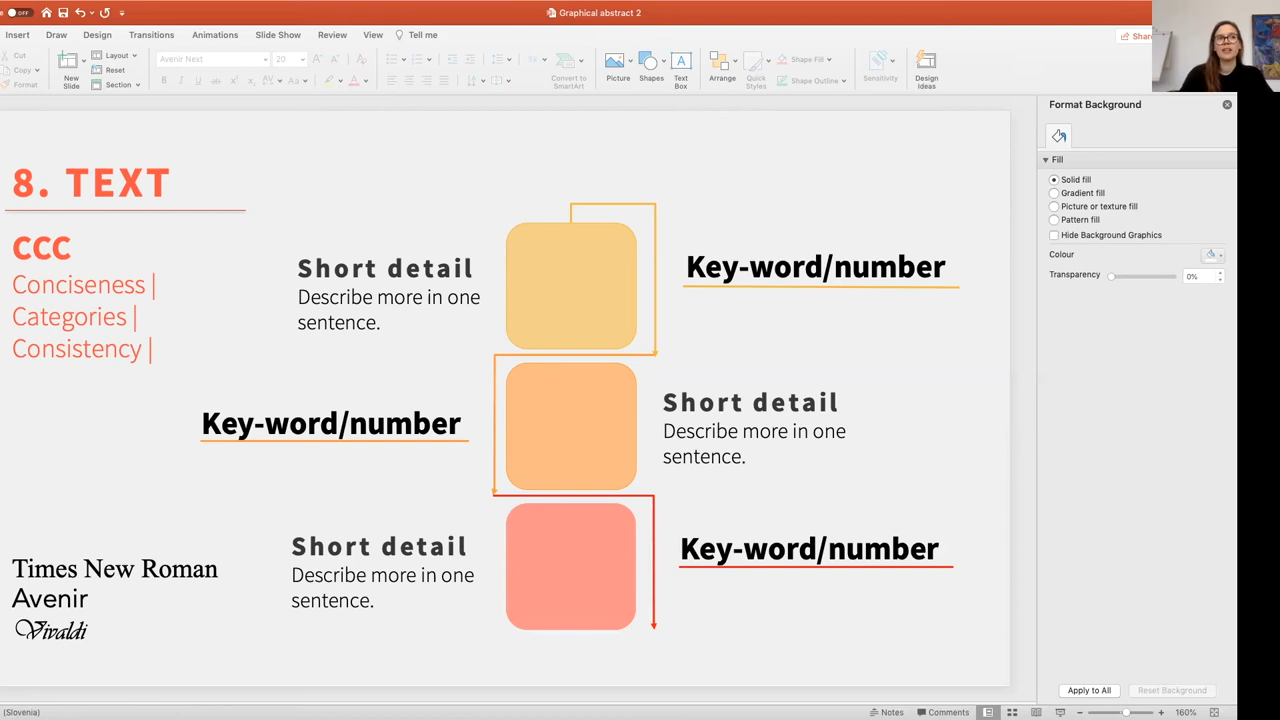 OFF
Graphical abstract 2
Insert
Draw
Design
Transitions
Animations
Slide Show
Review
View
Tell me
Cut
Copy
Format
New
Slide
Layout
Reset
Section
Avenir Next
20
Convert to
SmartArt
Picture
Shapes
Text
Box
Arrange
Quick
Styles
Shape Fill
Shape Outline
Sensitivity
Design
Ideas
Format Background
Fill
Solid fill
Gradient fill
Picture or texture fill
Pattern fill
Hide Background Graphics
Colour
Transparency
0%
8. TEXT
CCC
Conciseness |
Categories |
Consistency |
Short detail
Describe more in one
sentence.
Key-word/number
Key-word/number
Short detail
Describe more in one
sentence.
Short detail
Describe more in one
sentence.
Key-word/number
Times New Roman
Avenir
Vivaldi
Apply to All
Reset Background
(Slovenia)
Notes
Comments
160%